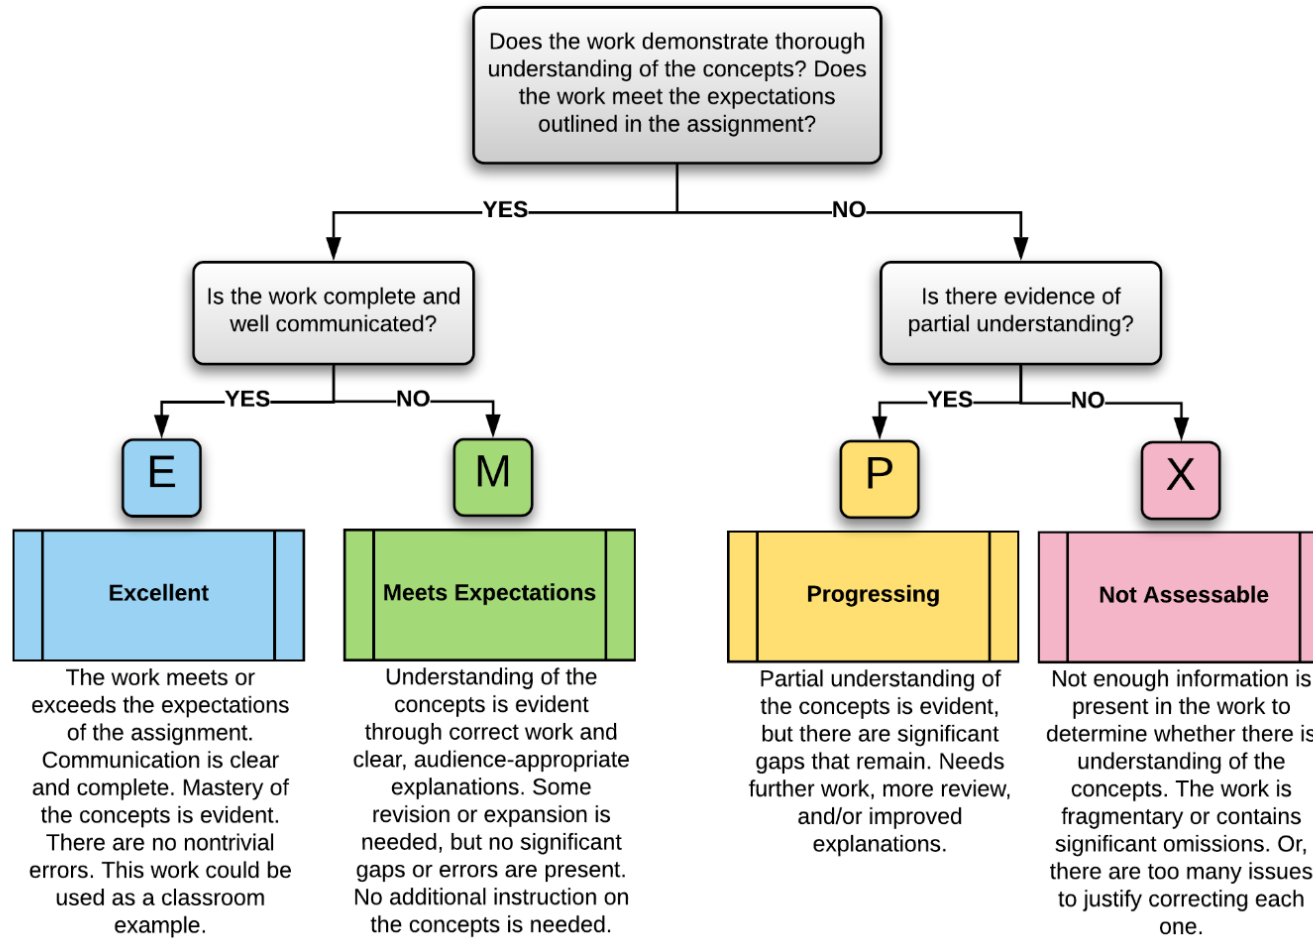 Does the work demonstrate thorough
understanding of the concepts? Does
the work meet the expectations
outlined in the assignment?
YES
NO
Is the work complete and
well communicated?
Is there evidence of
partial understanding?
YES
NO
YES
NO
E
M
P
X
Excellent
Meets Expectations
Progressing
Not Assessable
The work meets or
exceeds the expectations
of the assignment.
Communication is clear
and complete. Mastery of
the concepts is evident.
There are no nontrivial
errors. This work could be
used as a classroom
example.
Understanding of the
concepts is evident
through correct work and
clear, audience-appropriate
explanations. Some
revision or expansion is
needed, but no significant
gaps or errors are present.
No additional instruction on
the concepts is needed.
Partial understanding of
the concepts is evident,
but there are significant
gaps that remain. Needs
further work, more review,
and/or improved
explanations.
Not enough information is
present in the work to
determine whether there is
understanding of the
concepts. The work is
fragmentary or contains
significant omissions. Or,
there are too many issues
to justify correcting each
one.